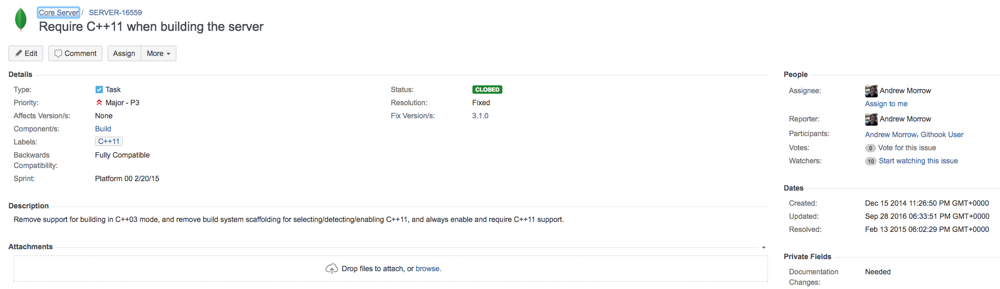 Core Server / SERVER-16559
Require C++11 when building the server
Edit Comment Assign More
Details
Type: Task
Priority: Major - P3
Affects Version/s: None
Component/s: Build
Labels: C++11
Backwards Compatibility: Fully Compatible
Sprint: Platform 00 2/20/15
Status: CLOSED
Resolution: Fixed
Fix Version/s: 3.1.0
Description
Remove support for building in C++03 mode, and remove build system scaffolding for selecting/detecting/enabling C++11, and always enable and require C++11 support.
Attachments
Drop files to attach, or browse.
People
Assignee: Andrew Morrow
Assign to me
Reporter: Andrew Morrow
Participants: Andrew Morrow, Githook User
Votes: 0 Vote for this issue
Watchers: 10 Start watching this issue
Dates
Created: Dec 15 2014 11:26:50 PM GMT+0000
Updated: Sep 28 2016 06:33:51 PM GMT+0000
Resolved: Feb 13 2015 06:02:29 PM GMT+0000
Private Fields
Documentation Changes: Needed